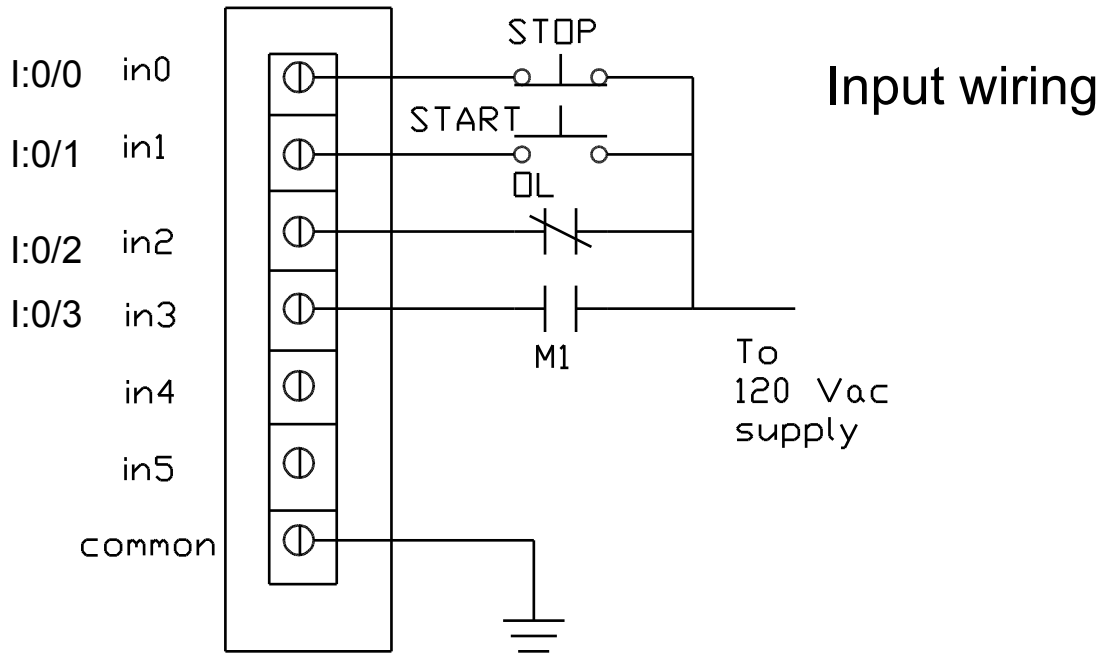 STOP
I:0/0 in0
Input wiring
START
I:0/1 in1
OL
I:0/2 in2
I:0/3 in3
M1
To
120 Vac
supply
in4
in5
common